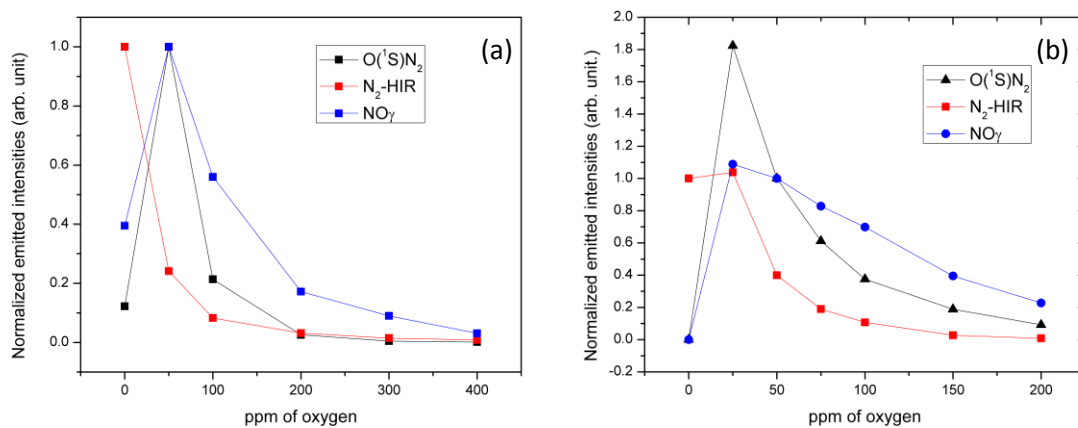 (a)
O(¹S)N₂
N₂-HIR
NOγ
Normalized emitted intensities (arb. unit)
1.0
0.8
0.6
0.4
0.2
0.0
0 100 200 300 400
ppm of oxygen
(b)
O(¹S)N₂
N₂-HIR
NOγ
Normalized emitted intensities (arb. unit.)
2.0
1.8
1.6
1.4
1.2
1.0
0.8
0.6
0.4
0.2
0.0
-0.2
0 50 100 150 200
ppm of oxygen